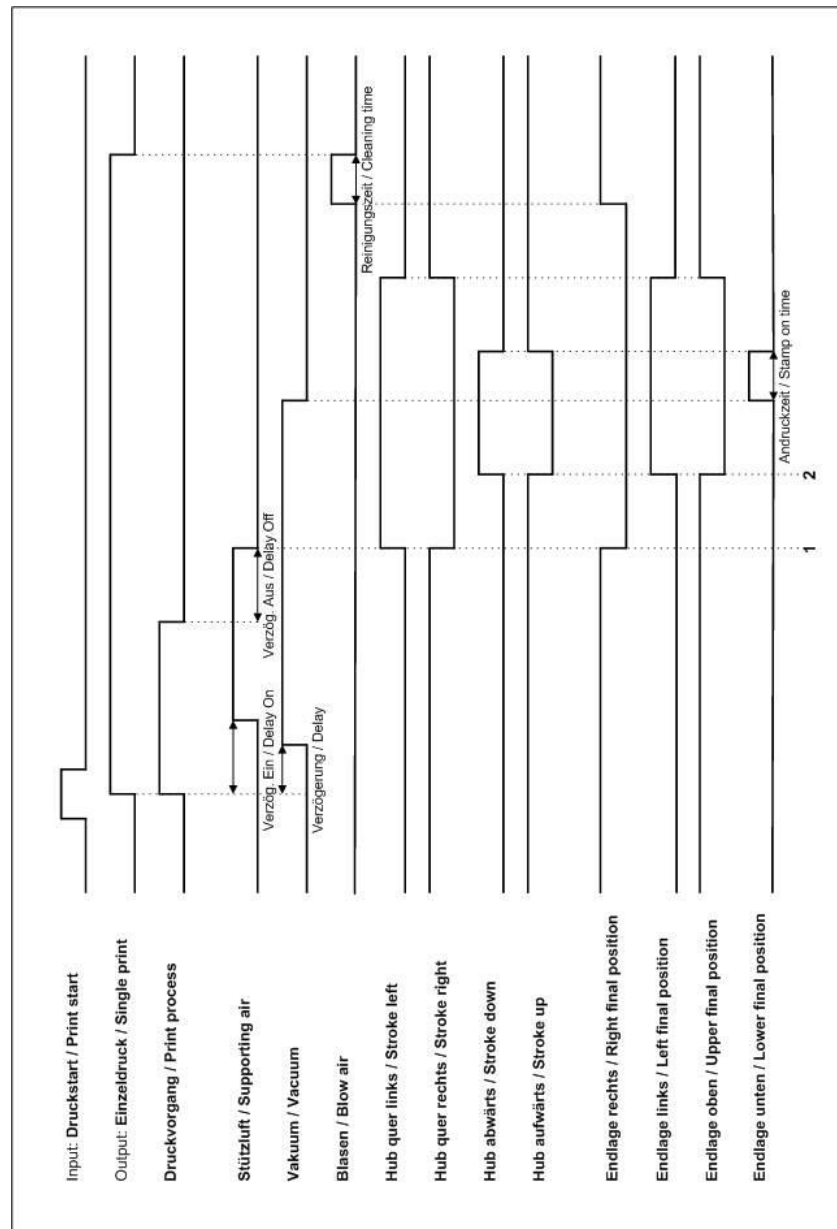 Input: Druckstart / Print start
Output: Einzeldruck / Single print
Druckvorgang / Print process
Stützluft / Supporting air
Verzög. Ein / Delay On
Verzög. Aus / Delay Off
Vakuum / Vacuum
Verzögerung / Delay
Blasen / Blow air
Reinigungszeit / Cleaning time
Hub quer links / Stroke left
Hub quer rechts / Stroke right
Hub abwärts / Stroke down
Hub aufwärts / Stroke up
Endlage rechts / Right final position
Endlage links / Left final position
Endlage oben / Upper final position
Endlage unten / Lower final position
Andruckzeit / Stamp on time
1
2